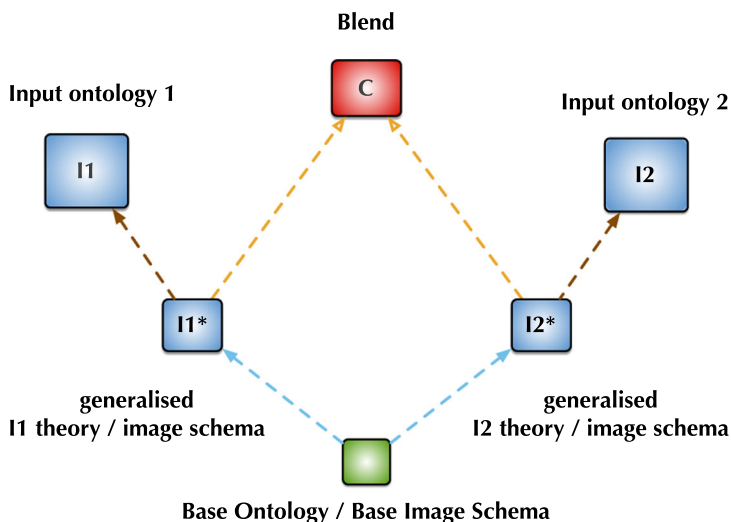 Blend
Input ontology 1
C
Input ontology 2
I1
I2
I1*
I2*
generalised
I1 theory / image schema
generalised
I2 theory / image schema
Base Ontology / Base Image Schema